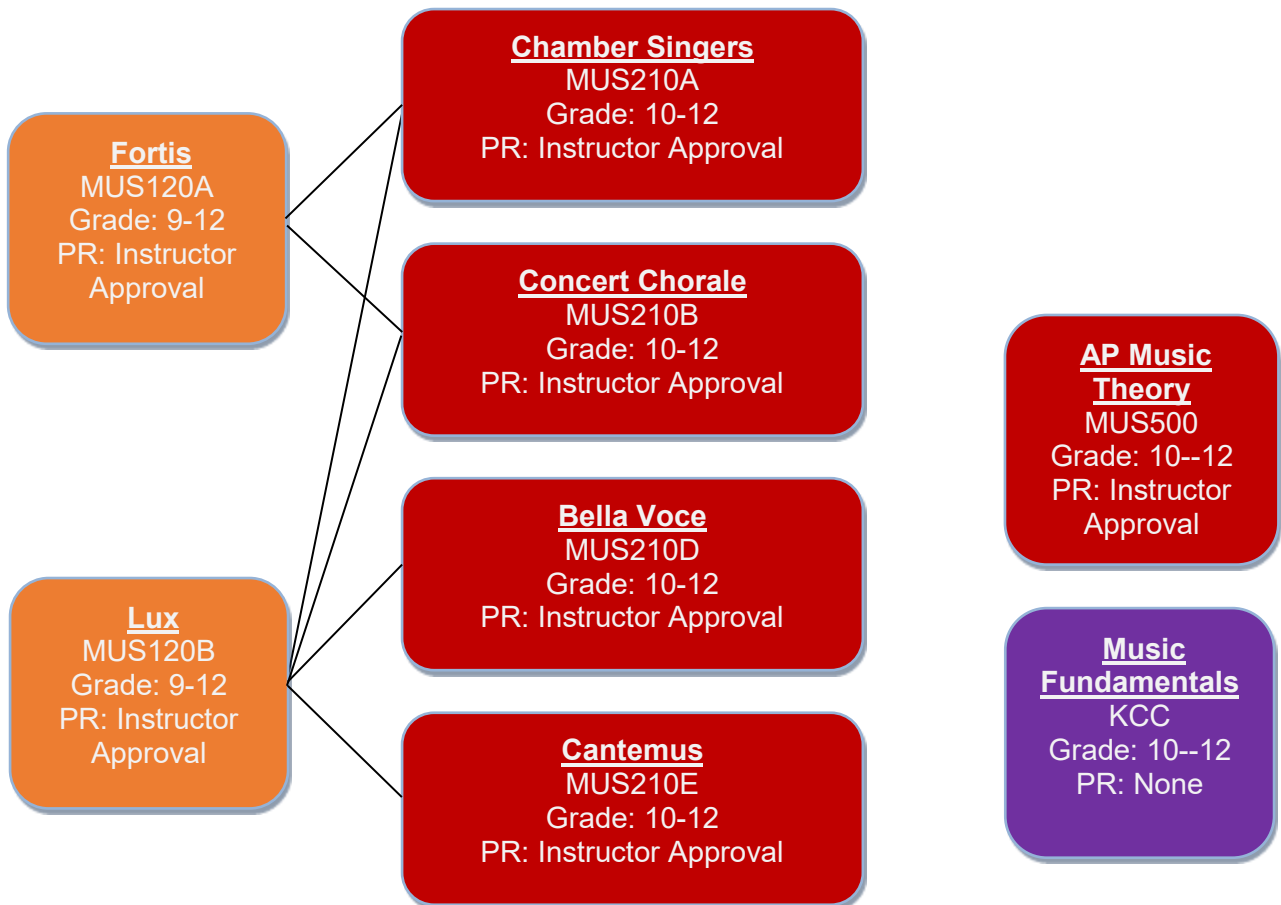 Chamber Singers
MUS210A
Grade: 10-12
PR: Instructor Approval
Fortis
MUS120A
Grade: 9-12
PR: Instructor
Approval
Concert Chorale
MUS210B
Grade: 10-12
PR: Instructor Approval
AP Music
Theory
MUS500
Grade: 10--12
PR: Instructor
Approval
Bella Voce
MUS210D
Grade: 10-12
PR: Instructor Approval
Lux
MUS120B
Grade: 9-12
PR: Instructor
Approval
Music
Fundamentals
KCC
Grade: 10--12
PR: None
Cantemus
MUS210E
Grade: 10-12
PR: Instructor Approval